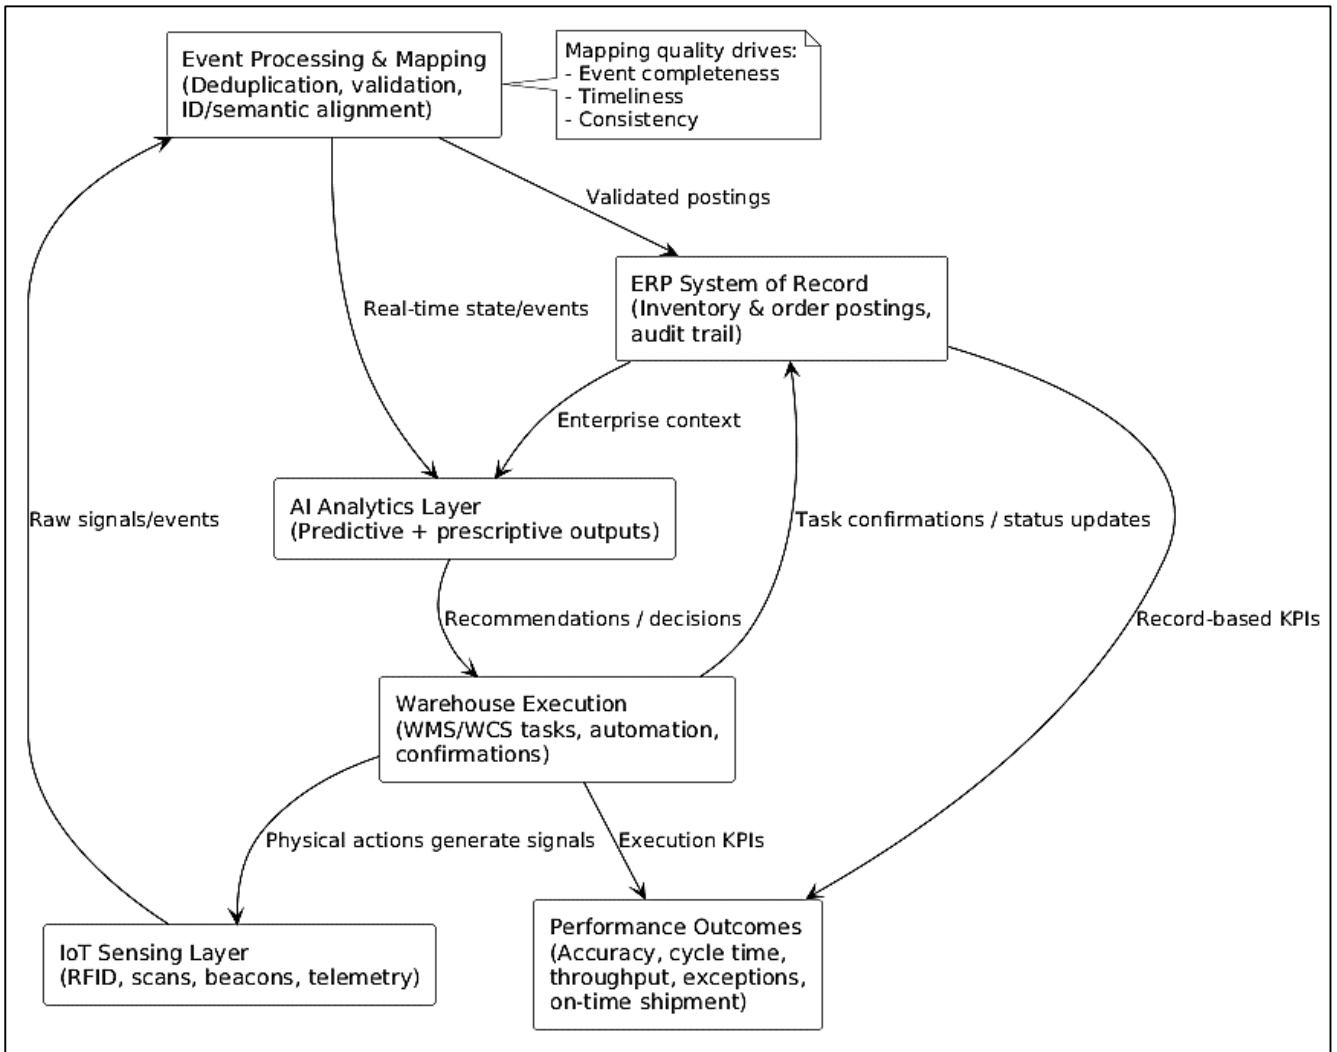 Event Processing & Mapping
(Deduplication, validation,
ID/semantic alignment)
Mapping quality drives:
- Event completeness
- Timeliness
- Consistency
Validated postings
ERP System of Record
(Inventory & order postings,
audit trail)
Real-time state/events
Enterprise context
AI Analytics Layer
(Predictive + prescriptive outputs)
Raw signals/events
Task confirmations / status updates
Recommendations / decisions
Record-based KPIs
Warehouse Execution
(WMS/WCS tasks, automation,
confirmations)
Physical actions generate signals
Execution KPIs
IoT Sensing Layer
(RFID, scans, beacons, telemetry)
Performance Outcomes
(Accuracy, cycle time,
throughput, exceptions,
on-time shipment)